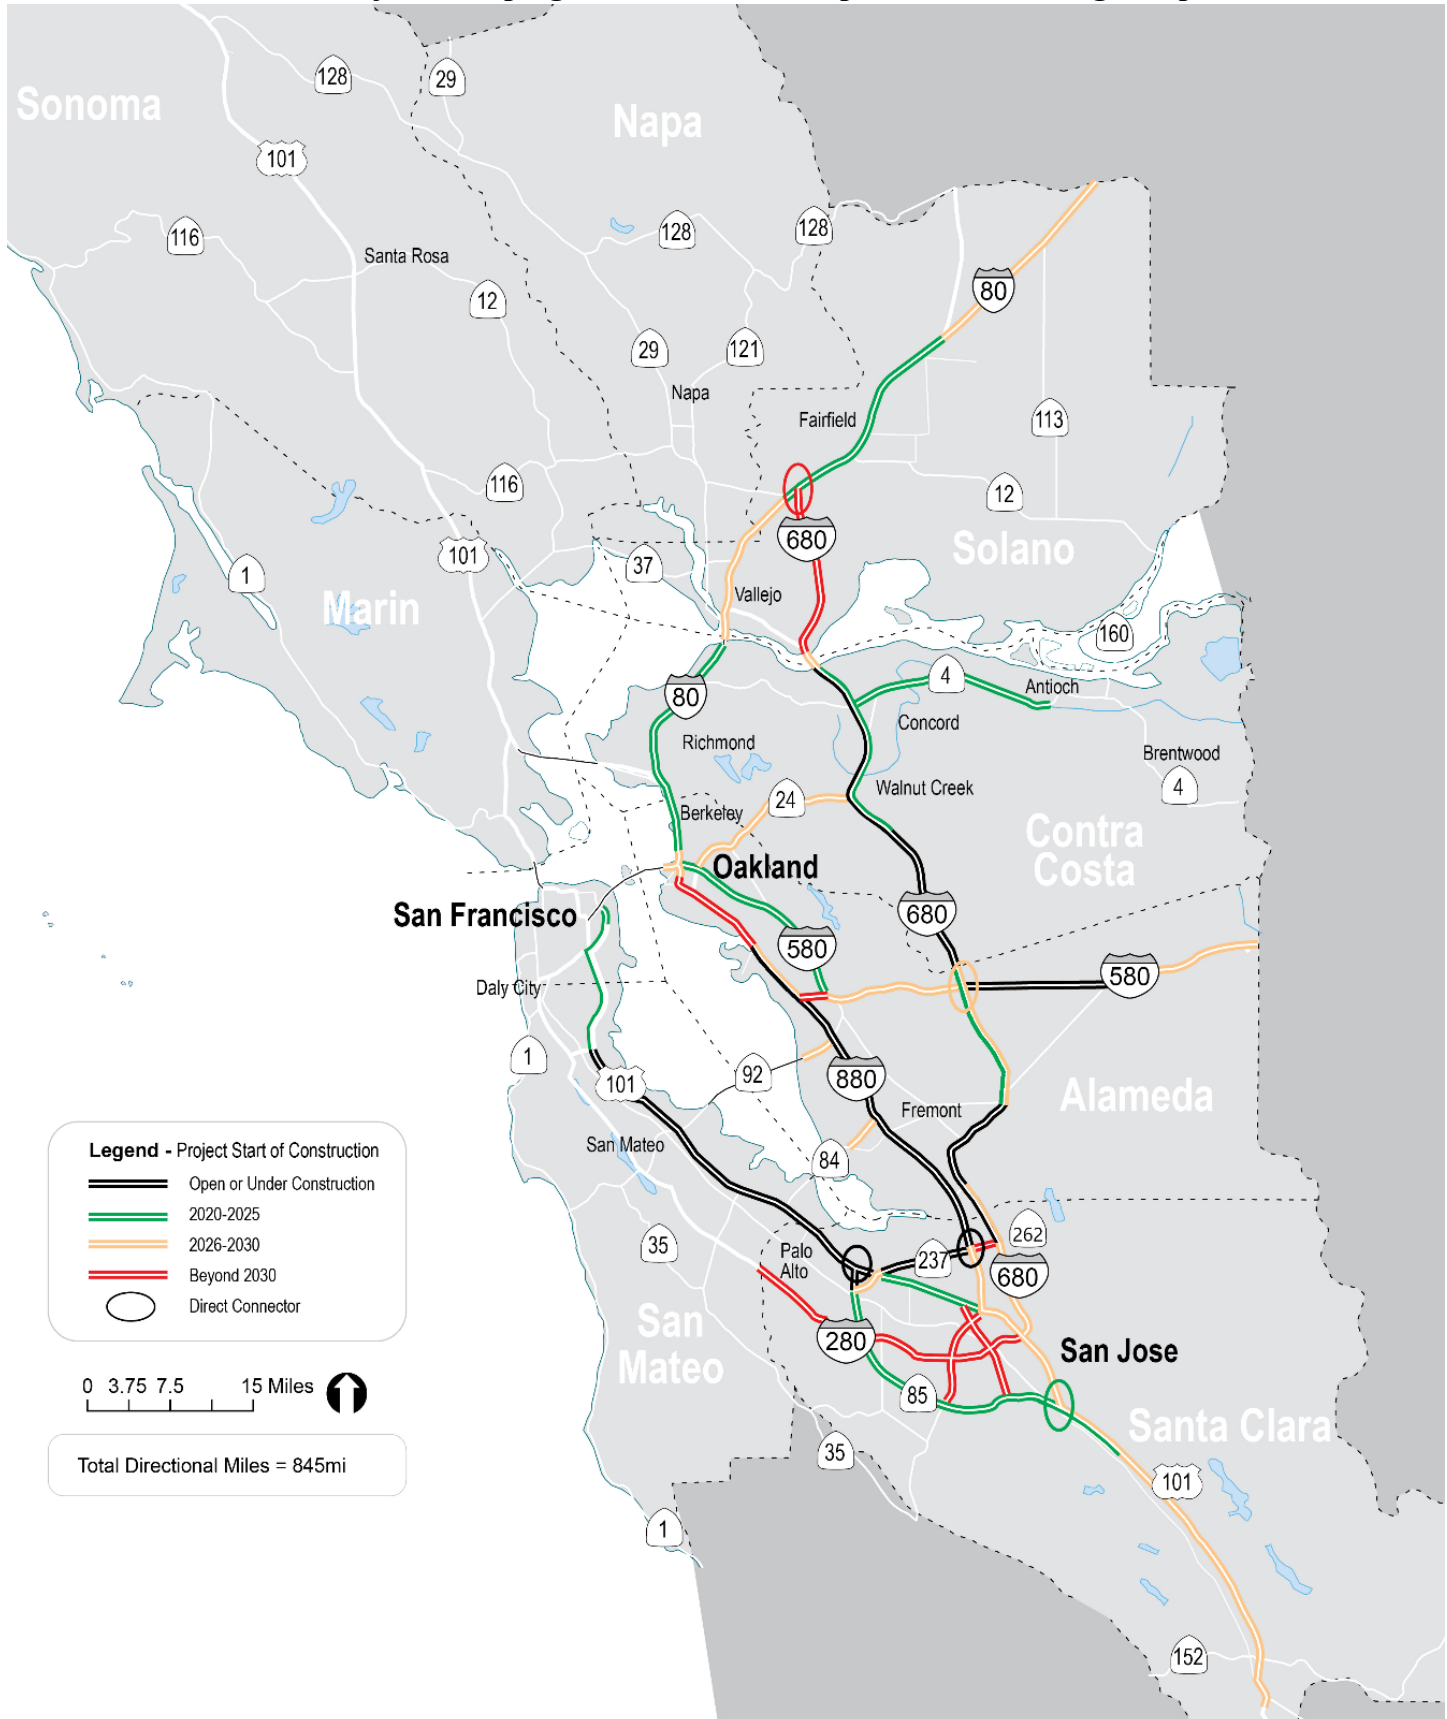 128
29
Sonoma
Napa
101
116
128
128
Santa Rosa
12
80
29
121
Napa
Fairfield
113
116
12
101
680
Solano
37
1
Vallejo
Marin
160
4
Antioch
80
Concord
Richmond
Brentwood
Walnut Creek
4
24
Berkeley
Contra
Costa
Oakland
San Francisco
680
580
580
Daly City
1
101
92
880
Alameda
Fremont
San Mateo
84
Legend - Project Start of Construction
Open or Under Construction
2020-2025
2026-2030
Beyond 2030
Direct Connector
35
Palo
Alto
237
262
680
San
Mateo
280
San Jose
85
Santa Clara
0 3.75 7.5 15 Miles
35
Total Directional Miles = 845mi
101
1
152